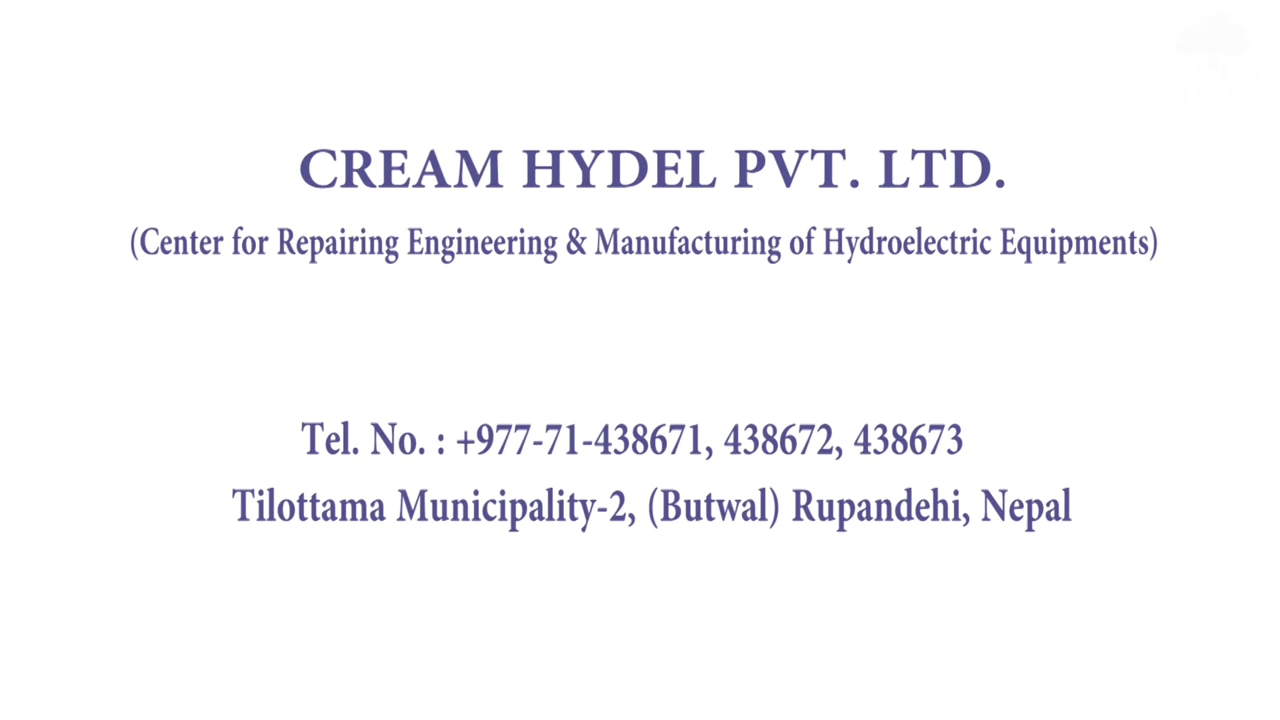 CREAM HYDEL PVT. LTD.
(Center for Repairing Engineering & Manufacturing of Hydroelectric Equipments)
Tel. No. : +977-71-438671, 438672, 438673
Tilottama Municipality-2, (Butwal) Rupandehi, Nepal